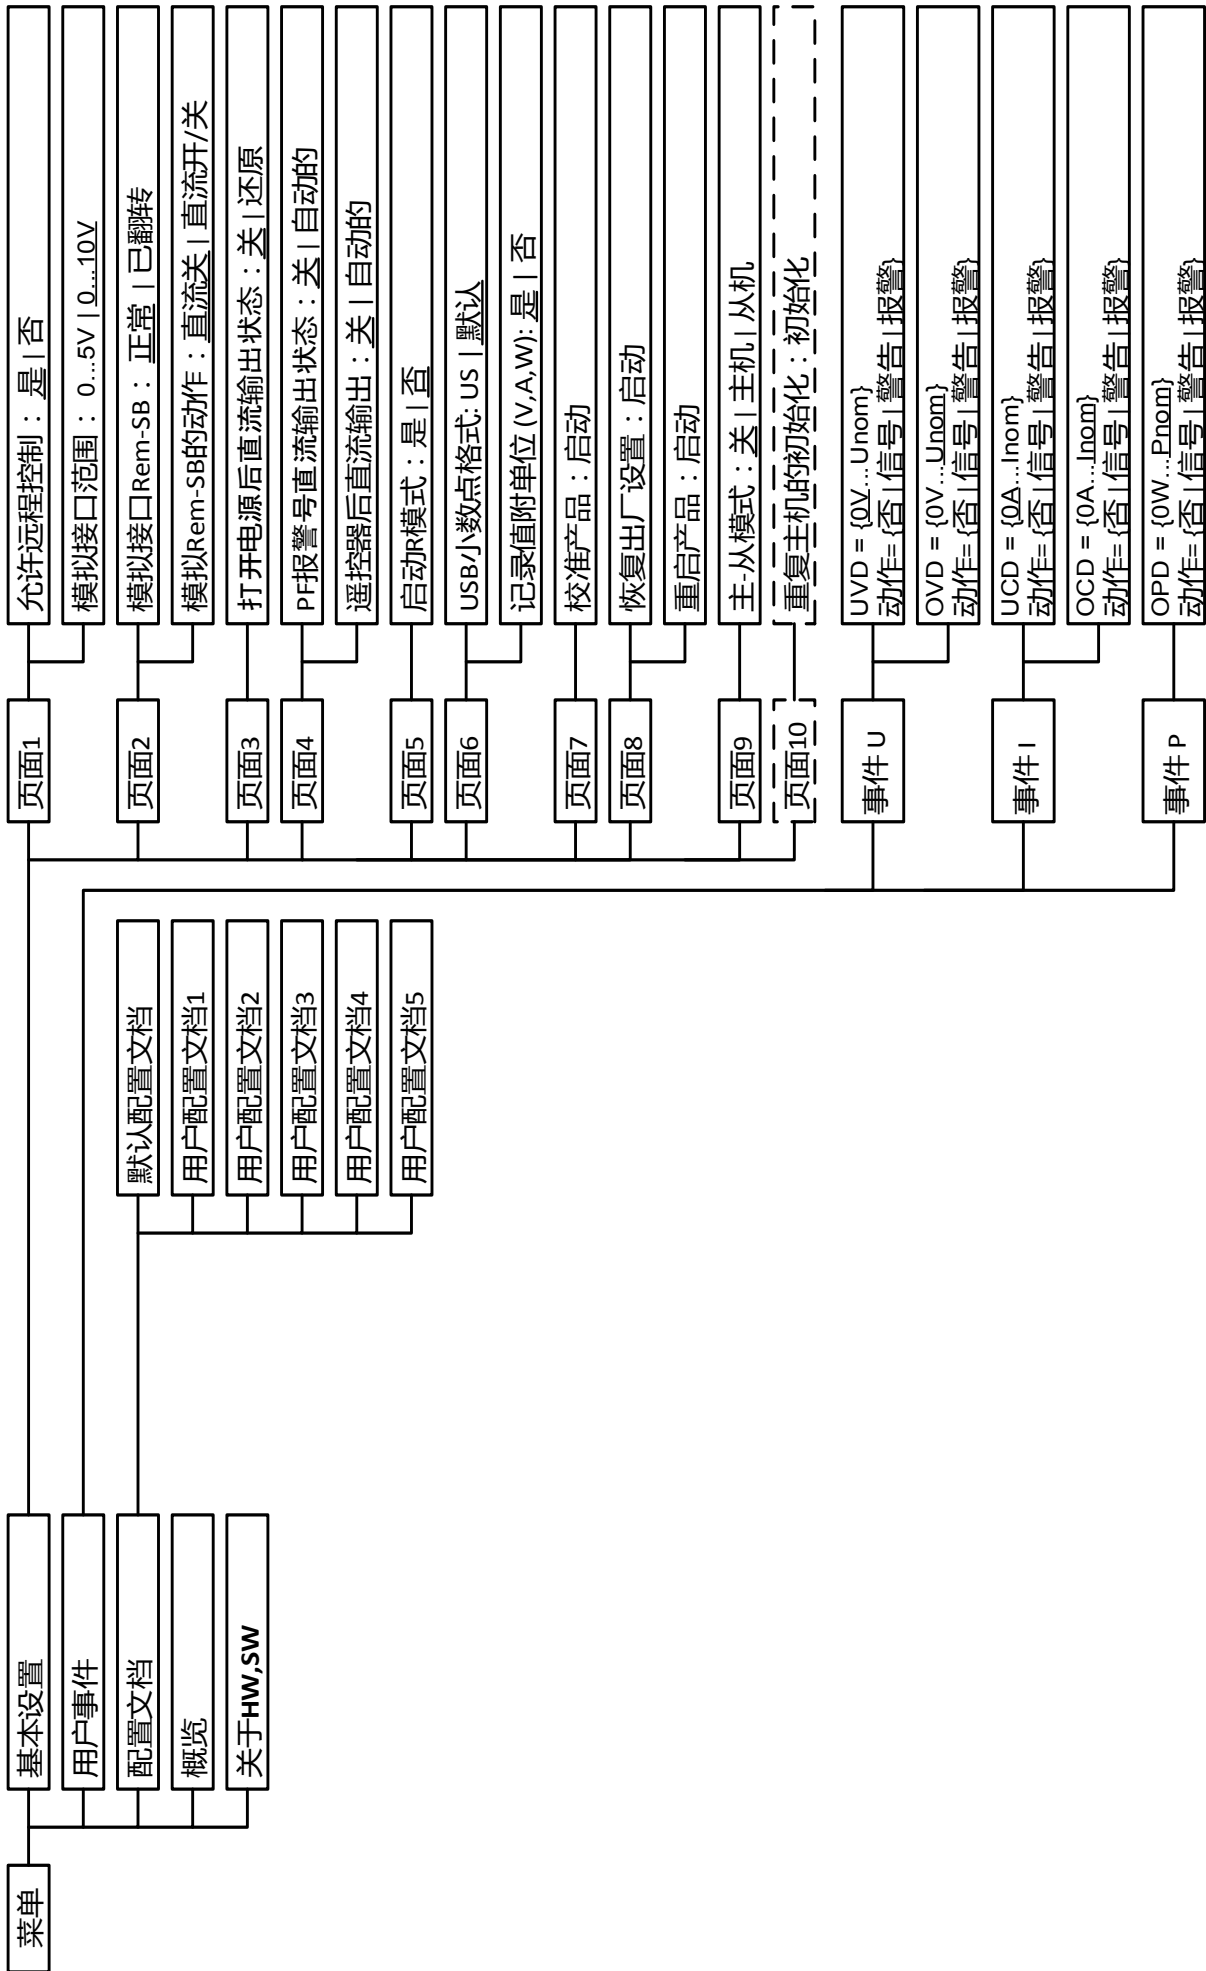 菜单
基本设置
用户事件
配置文档
概览
关于HW,SW
默认配置文档
用户配置文档1
用户配置文档2
用户配置文档3
用户配置文档4
用户配置文档5
页面1
允许远程控制：是 | 否
模拟接口范围：0...5V | 0...10V
页面2
模拟接口Rem-SB：正常 | 已翻转
模拟Rem-SB的动作：直流关 | 直流开/关
页面3
打开电源后直流输出状态：关 | 还原
页面4
PF报警号直流输出状态：关 | 自动的
遥控器后直流输出：关 | 自动的
页面5
启动R模式：是 | 否
页面6
USB小数点格式: US | 默认
记录值附单位 (V,A,W): 是 | 否
页面7
校准产品：启动
页面8
恢复出厂设置：启动
重启产品：启动
页面9
主-从模式：关 | 主机 | 从机
页面10
重复主机的初始化：初始化
事件 U
UVD = {0V...Unom}
动作= {否 | 信号 | 警告 | 报警}
OVD = {0V...Unom}
动作= {否 | 信号 | 警告 | 报警}
事件 I
UCD = {0A...Inom}
动作= {否 | 信号 | 警告 | 报警}
OCD = {0A...Inom}
动作= {否 | 信号 | 警告 | 报警}
事件 P
OPD = {0W...Pnom}
动作= {否 | 信号 | 警告 | 报警}